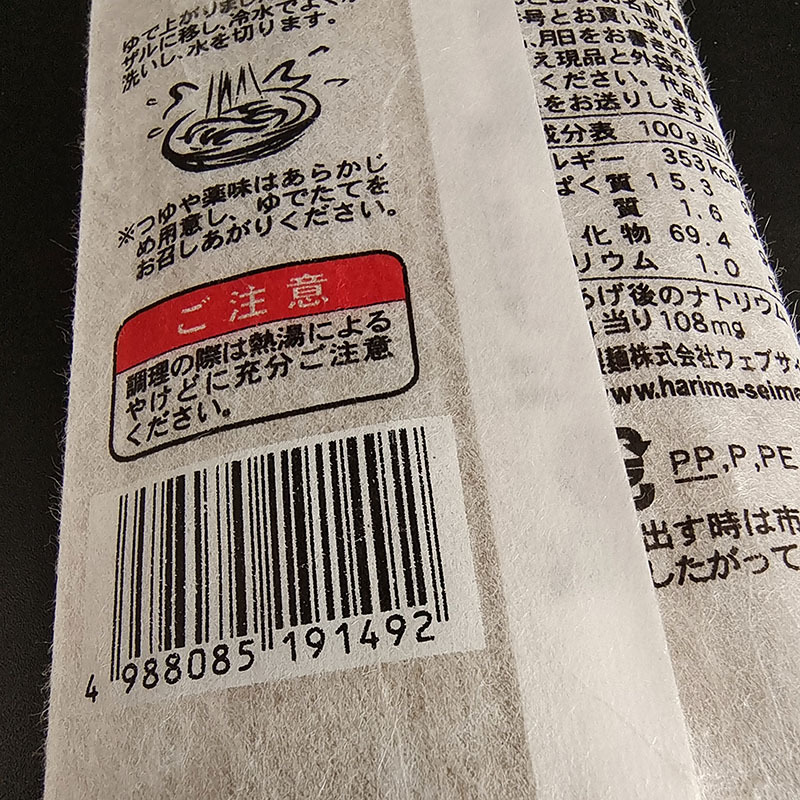 ゆで上がりまし
ザルに移し、冷水でよく
洗いし、水を切ります。
※つゆや薬味はあらかじ
め用意し、ゆでたてを
お召しあがりください。
ご注意
調理の際は熱湯による
やけどに充分ご注意
ください。
4 988085 191492
号とお買い求めの
月日をお書き
え現品と外袋を
ください。代品
をお送りします
成分表 100g当
ルギー 353kca
ぱく質 15.3
質 1.6
化物 69.4
リウム 1.0
あげ後のナトリウム
当り108mg
製麺株式会社ウェブサイ
www.harima-seime
PP,P,PE
出す時は市
したがって